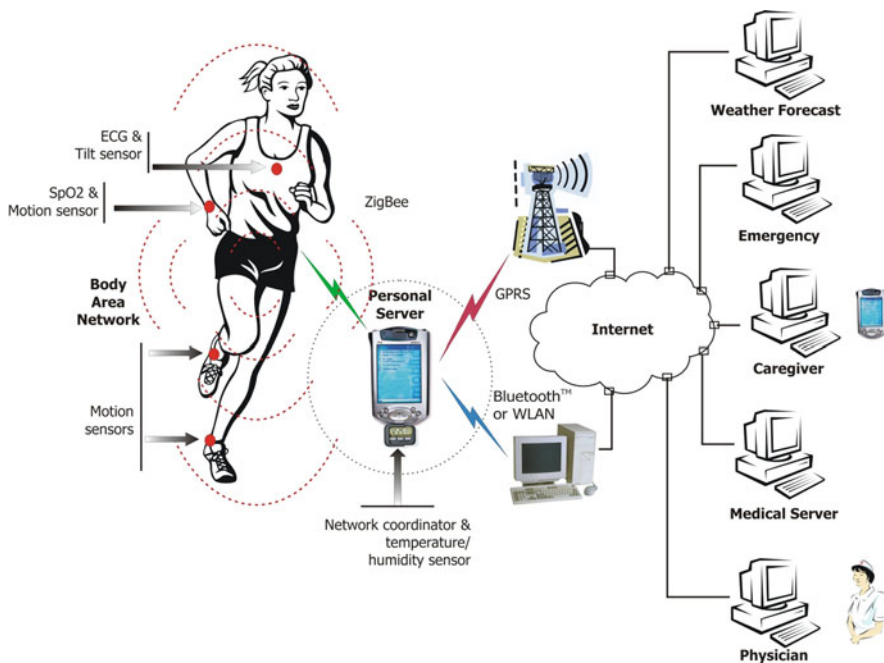 ECG &
Tilt sensor
SpO2 &
Motion sensor
Body
Area
Network
Motion
sensors
ZigBee
Personal
Server
Network coordinator &
temperature/
humidity sensor
GPRS
Bluetooth™
or WLAN
Internet
Weather Forecast
Emergency
Caregiver
Medical Server
Physician